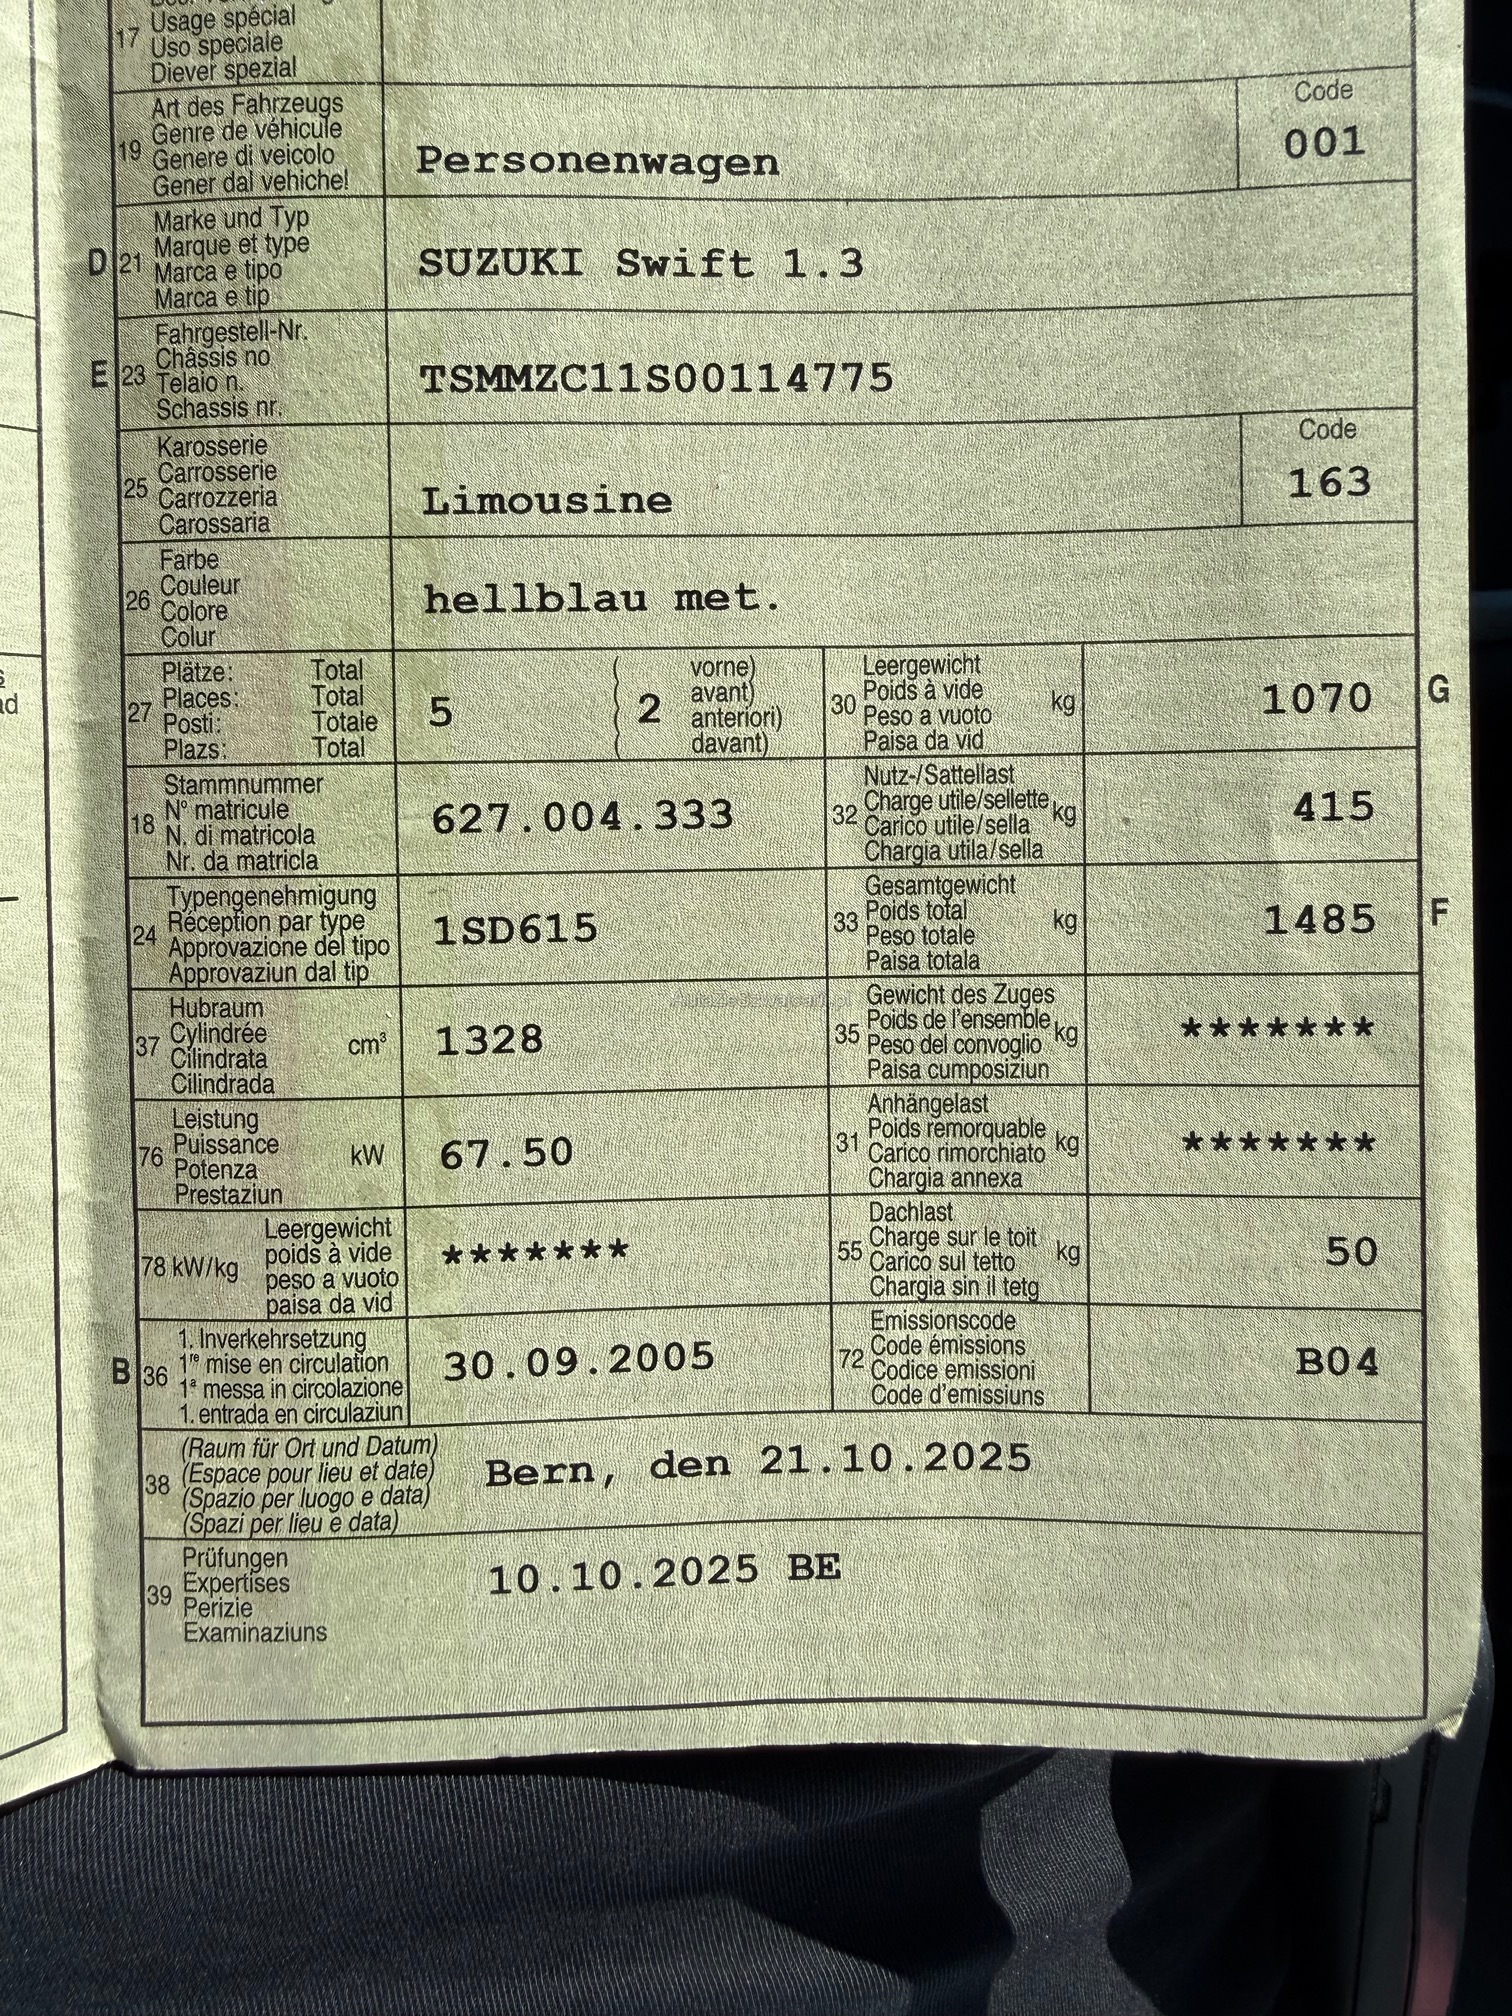 17 Usage spécial
Uso speciale
Diever spezial
19 Art des Fahrzeugs
Genre de véhicule
Genere di veicolo
Gener dal vehichel
Personenwagen
Code
001
D 21 Marke und Typ
Marque et type
Marca e tipo
Marca e tip
SUZUKI Swift 1.3
E 23 Fahrgestell-Nr.
Châssis no
Telaio n.
Schassis nr.
TSMMZC11S00114775
25 Karosserie
Carrosserie
Carrozzeria
Carossaria
Limousine
Code
163
26 Farbe
Couleur
Colore
Colur
hellblau met.
27 Plätze: Total
Places: Total
Posti: Totale
Plazs: Total
5 ( 2 vorne)
( avant)
( anteriori)
( davant)
30 Leergewicht
Poids à vide
Peso a vuoto
Paisa da vid
kg
1070 G
18 Stammnummer
N° matricule
N. di matricola
Nr. da matricla
627.004.333
32 Nutz-/Sattellast
Charge utile/sellette
Carico utile/sella
Chargia utila/sella
kg
415
24 Typengenehmigung
Réception par type
Approvazione del tipo
Approvaziun dal tip
1SD615
33 Gesamtgewicht
Poids total
Peso totale
Paisa totala
kg
1485 F
37 Hubraum
Cylindrée
Cilindrata
Cilindrada
cm³
1328
35 Gewicht des Zuges
Poids de l'ensemble
Peso del convoglio
Paisa cumposiziun
kg
*******
76 Leistung
Puissance
Potenza
Prestaziun
kW
67.50
31 Anhängelast
Poids remorquable
Carico rimorchiato
Chargia annexa
kg
*******
78 kW/kg Leergewicht
poids à vide
peso a vuoto
paisa da vid
*******
55 Dachlast
Charge sur le toit
Carico sul tetto
Chargia sin il tetg
kg
50
B 36 1. Inverkehrsetzung
1re mise en circulation
1a messa in circolazione
1. entrada en circulaziun
30.09.2005
72 Emissionscode
Code émissions
Codice emissioni
Code d'emissiuns
B04
38 (Raum für Ort und Datum)
(Espace pour lieu et date)
(Spazio per luogo e data)
(Spazi per lieu e data)
Bern, den 21.10.2025
39 Prüfungen
Expertises
Perizie
Examinaziuns
10.10.2025 BE